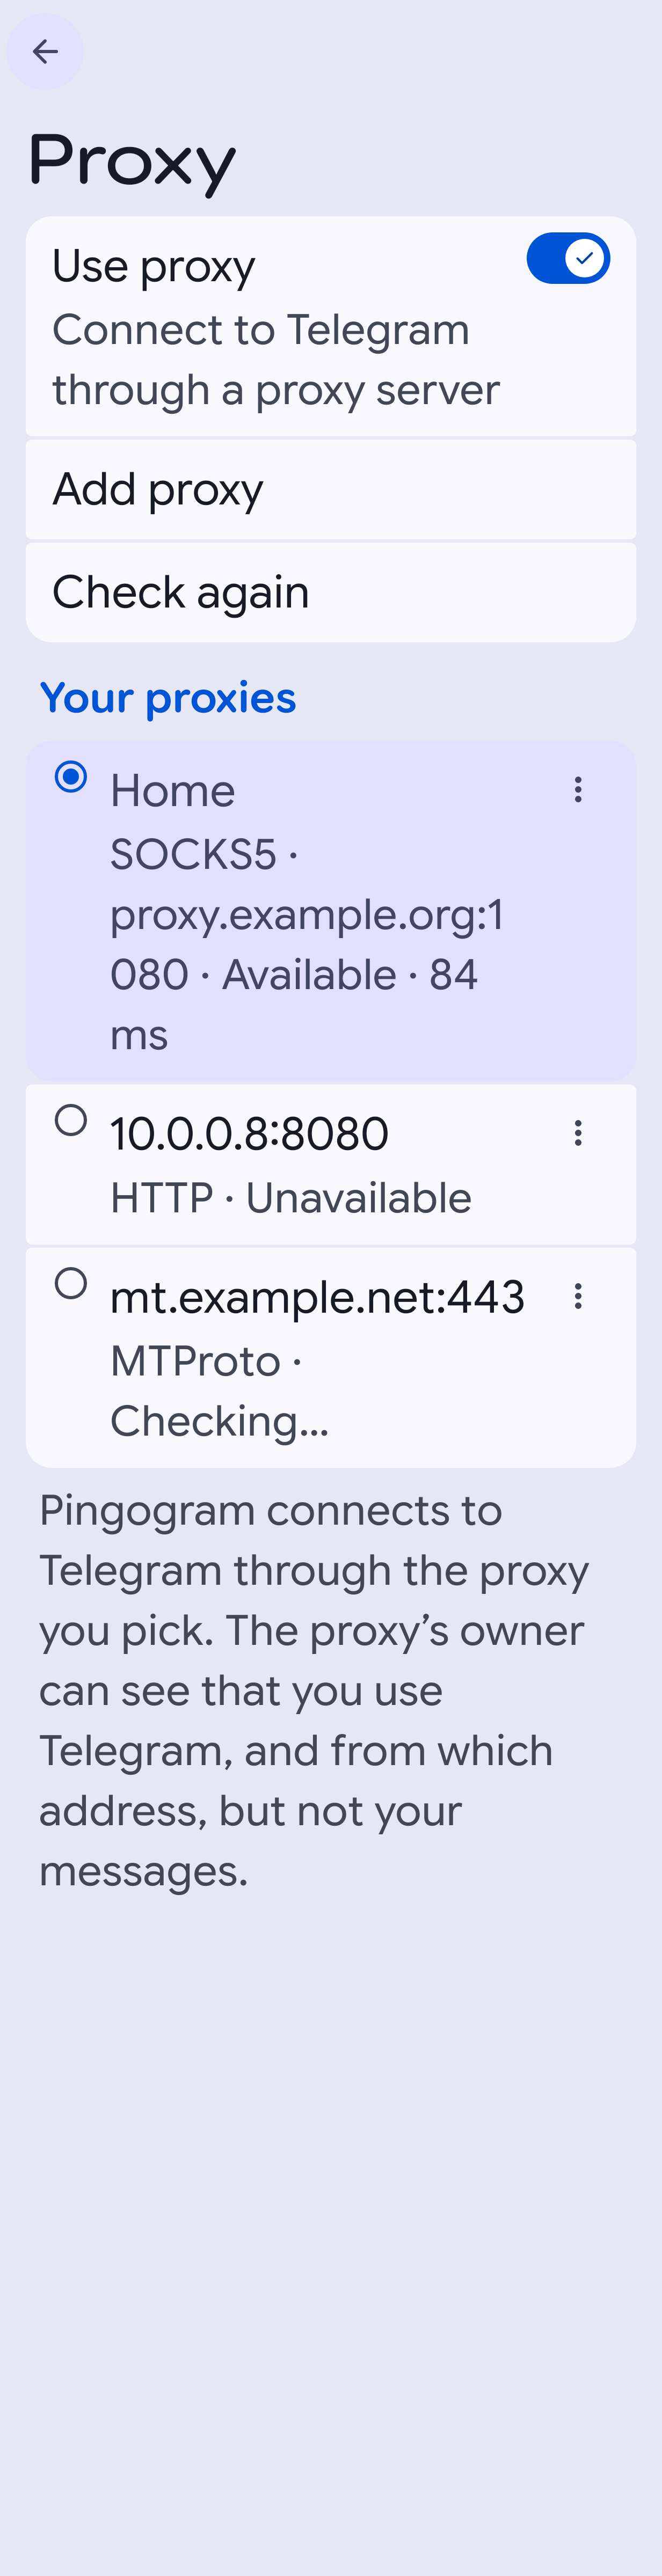 Proxy
Use proxy
Connect to Telegram
through a proxy server
Add proxy
Check again
Your proxies
Home
SOCKS5 ·
proxy.example.org:1
080 · Available · 84
ms
10.0.0.8:8080
HTTP · Unavailable
mt.example.net:443
MTProto ·
Checking…
Pingogram connects to
Telegram through the proxy
you pick. The proxy’s owner
can see that you use
Telegram, and from which
address, but not your
messages.